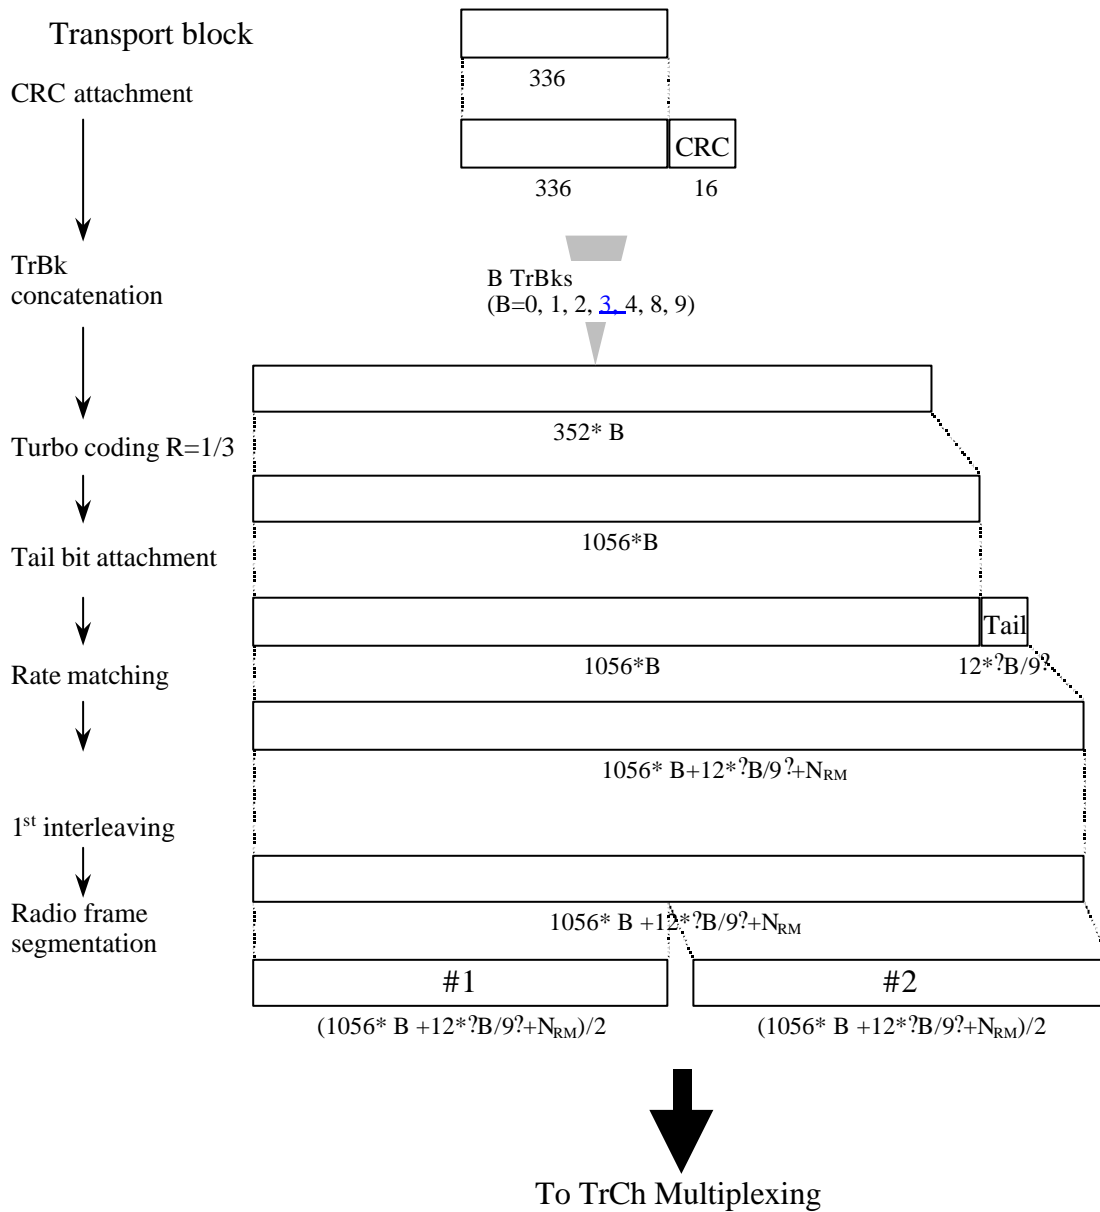 Transport block
336
CRC attachment
CRC
336 16
TrBk
concatenation
B TrBks
(B=0, 1, 2, 3, 4, 8, 9)
352* B
Turbo coding R=1/3
1056*B
Tail bit attachment
Tail
1056*B 12*?B/9?
Rate matching
1056* B+12*?B/9?+NRM
1st interleaving
Radio frame
segmentation
1056* B +12*?B/9?+NRM
#1 #2
(1056* B +12*?B/9?+NRM)/2 (1056* B +12*?B/9?+NRM)/2
To TrCh Multiplexing